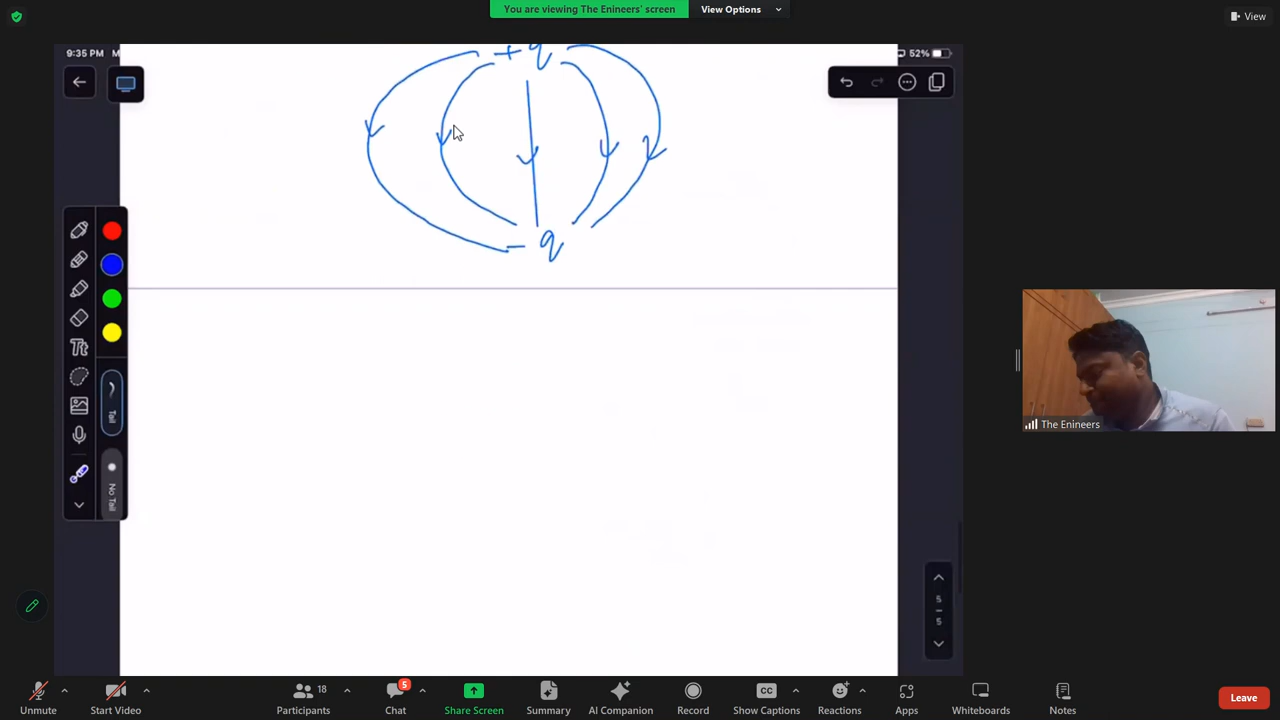 You are viewing The Enineers' screen
View Options
View
9:35 PM M
52%
+q
-q
Tt
Tail
No Tail
5
5
The Enineers
Unmute
Start Video
18
Participants
5
Chat
Share Screen
Summary
AI Companion
Record
CC
Show Captions
Reactions
Apps
Whiteboards
Notes
Leave